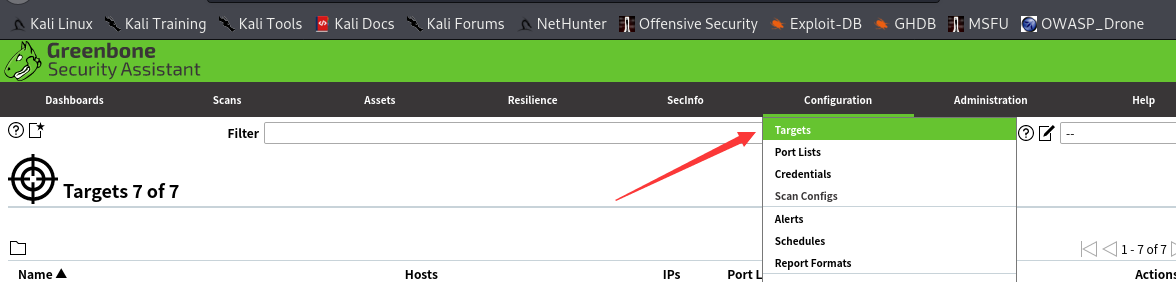 Kali Linux Kali Training Kali Tools Kali Docs Kali Forums NetHunter Offensive Security Exploit-DB GHDB MSFU OWASP_Drone
Greenbone
Security Assistant
Dashboards Scans Assets Resilience SecInfo Configuration Administration Help
Filter Targets --
Port Lists
Credentials
Targets 7 of 7 Scan Configs
Alerts
Schedules 1 - 7 of 7
Report Formats
Name Hosts IPs Port L Actions